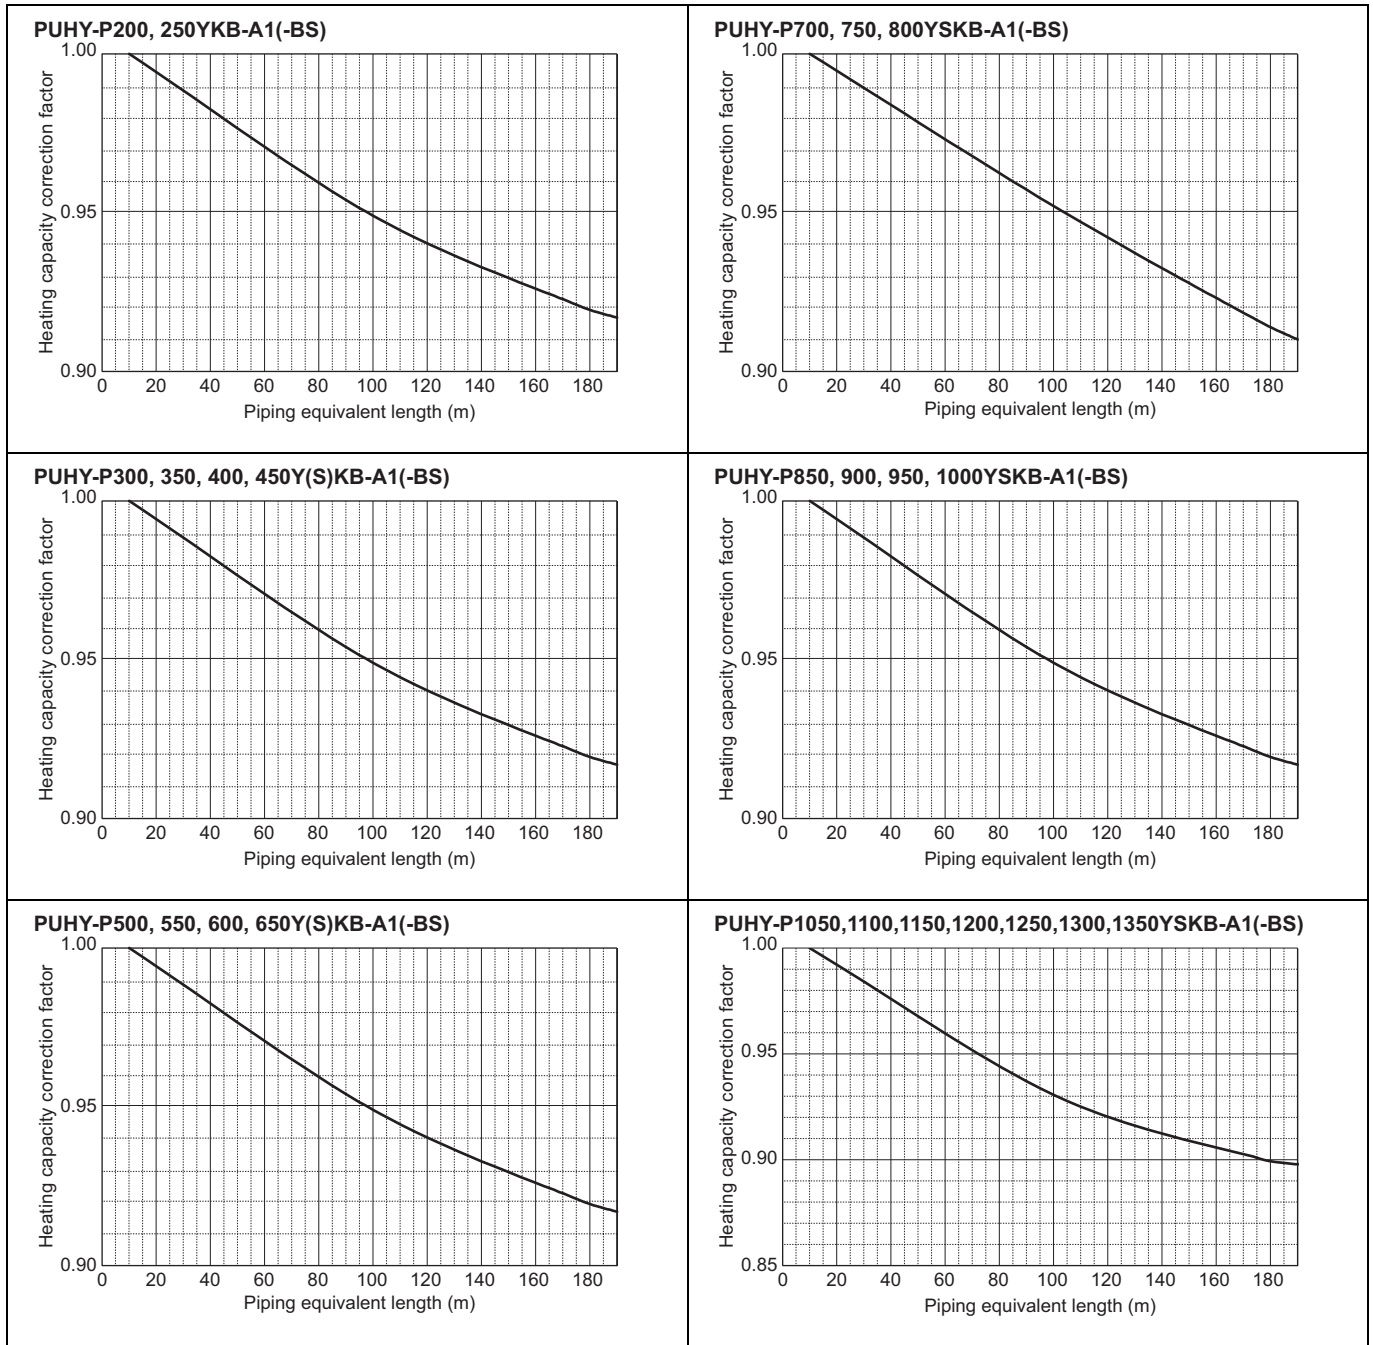 PUHY-P200, 250YKB-A1(-BS)
Heating capacity correction factor
1.00
0.95
0.90
0 20 40 60 80 100 120 140 160 180
Piping equivalent length (m)
PUHY-P700, 750, 800YSKB-A1(-BS)
Heating capacity correction factor
1.00
0.95
0.90
0 20 40 60 80 100 120 140 160 180
Piping equivalent length (m)
PUHY-P300, 350, 400, 450Y(S)KB-A1(-BS)
Heating capacity correction factor
1.00
0.95
0.90
0 20 40 60 80 100 120 140 160 180
Piping equivalent length (m)
PUHY-P850, 900, 950, 1000YSKB-A1(-BS)
Heating capacity correction factor
1.00
0.95
0.90
0 20 40 60 80 100 120 140 160 180
Piping equivalent length (m)
PUHY-P500, 550, 600, 650Y(S)KB-A1(-BS)
Heating capacity correction factor
1.00
0.95
0.90
0 20 40 60 80 100 120 140 160 180
Piping equivalent length (m)
PUHY-P1050,1100,1150,1200,1250,1300,1350YSKB-A1(-BS)
Heating capacity correction factor
1.00
0.95
0.90
0.85
0 20 40 60 80 100 120 140 160 180
Piping equivalent length (m)